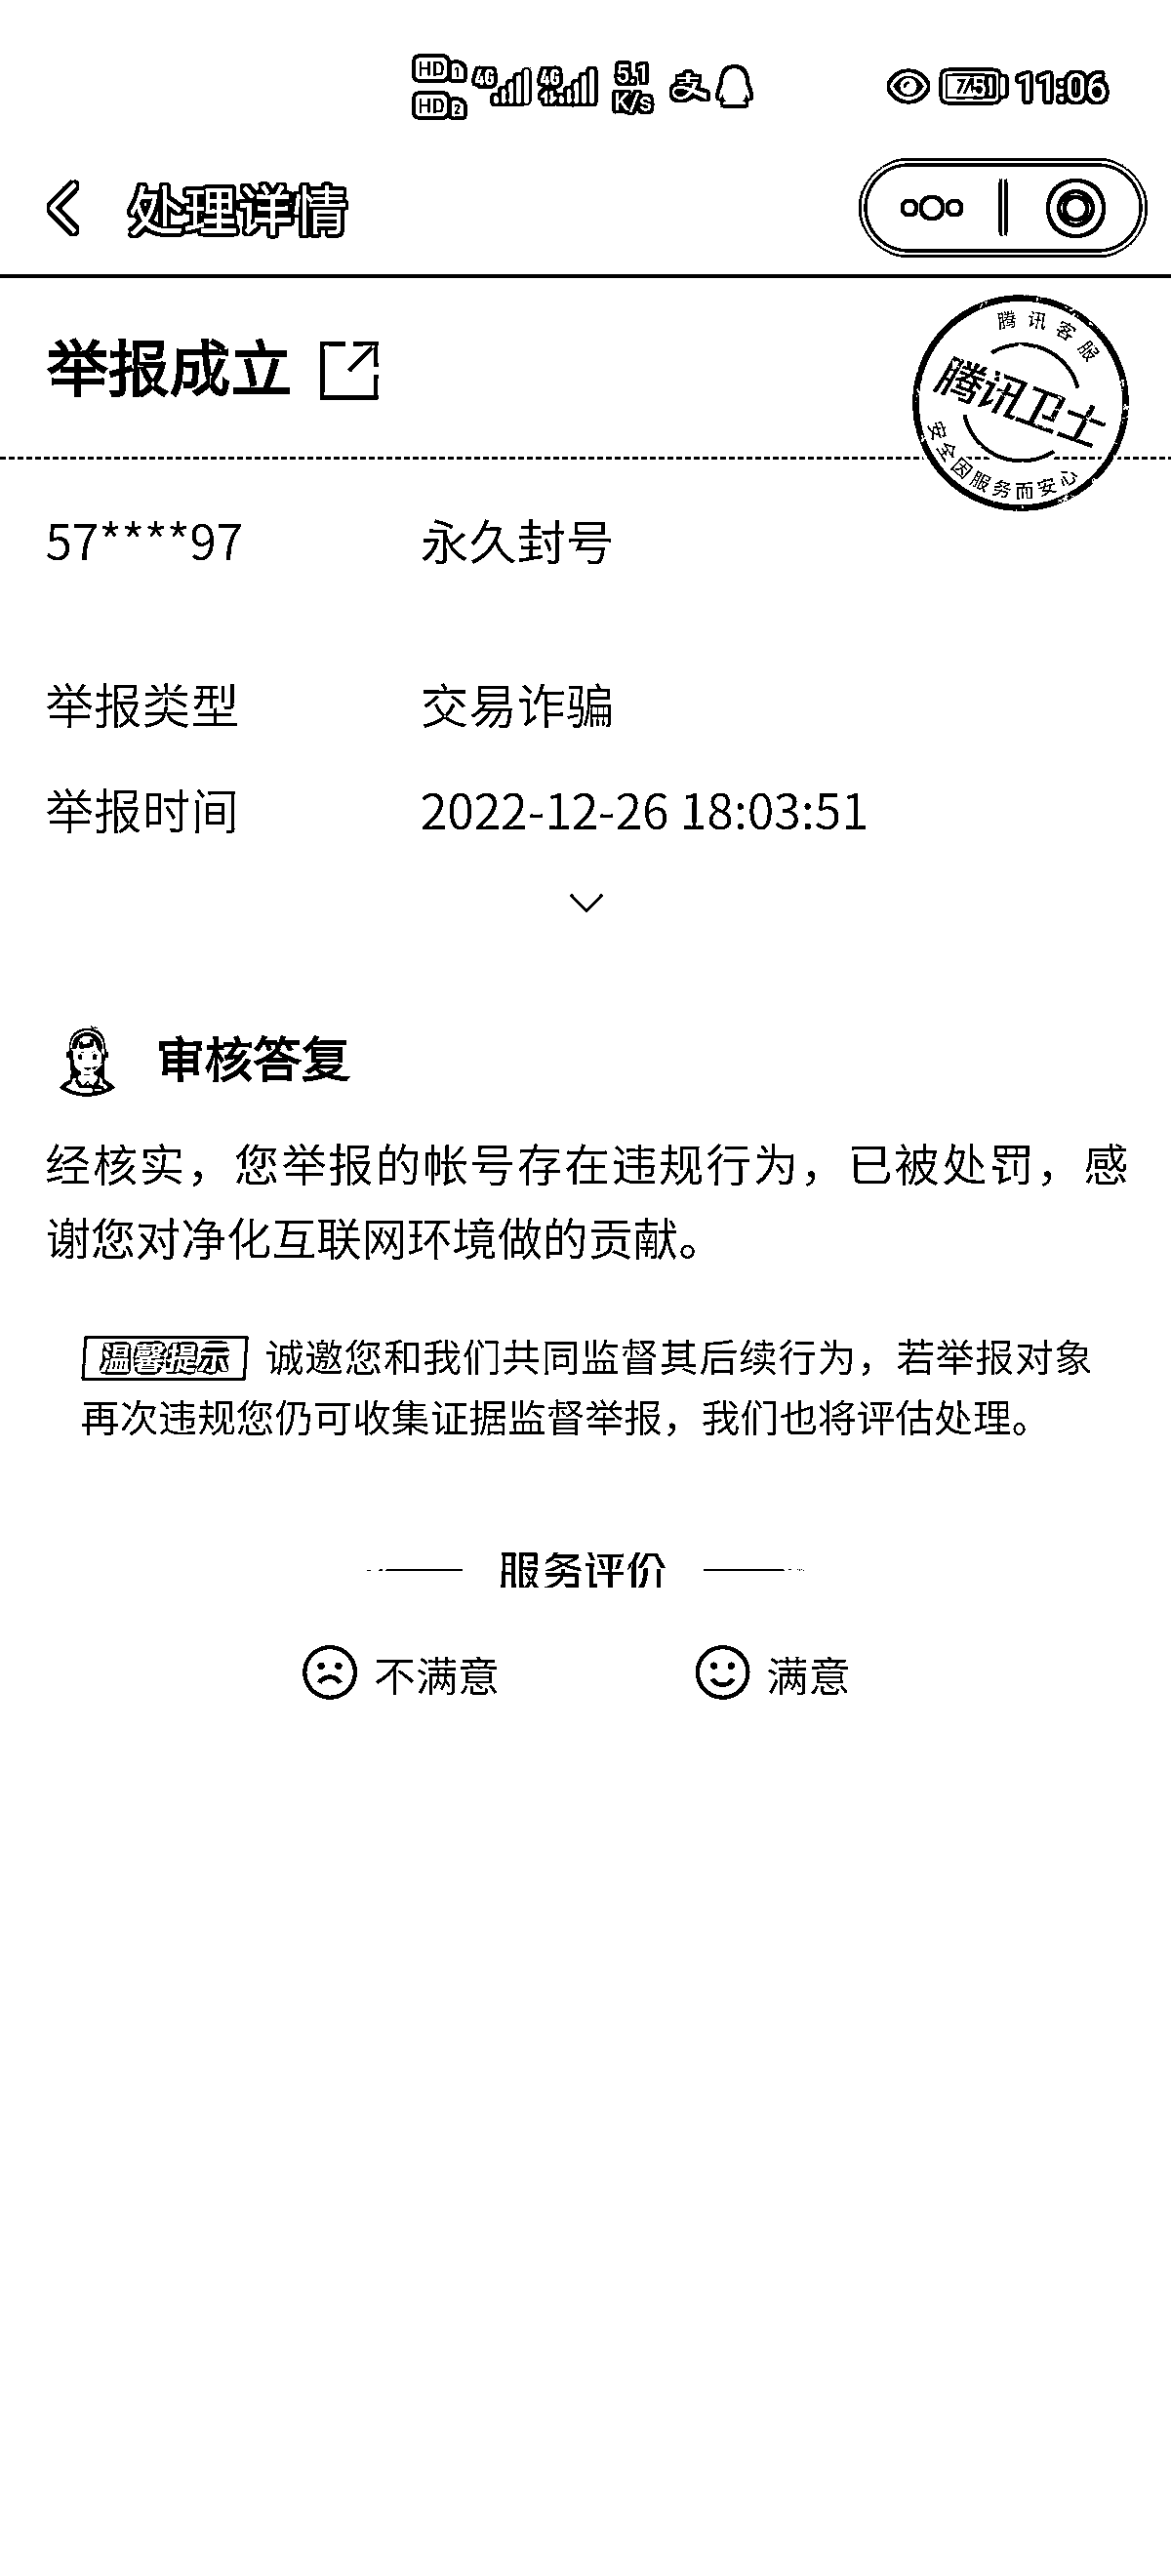 HD 1 4G 4G 5.1 支 11:06
HD 2 K/s
处理详情
举报成立
腾讯客服
腾讯卫士
安全因服务而安心
57****97 永久封号
举报类型 交易诈骗
举报时间 2022-12-26 18:03:51
审核答复
经核实，您举报的帐号存在违规行为，已被处罚，感
谢您对净化互联网环境做的贡献。
温馨提示 诚邀您和我们共同监督其后续行为，若举报对象
再次违规您仍可收集证据监督举报，我们也将评估处理。
服务评价
不满意 满意